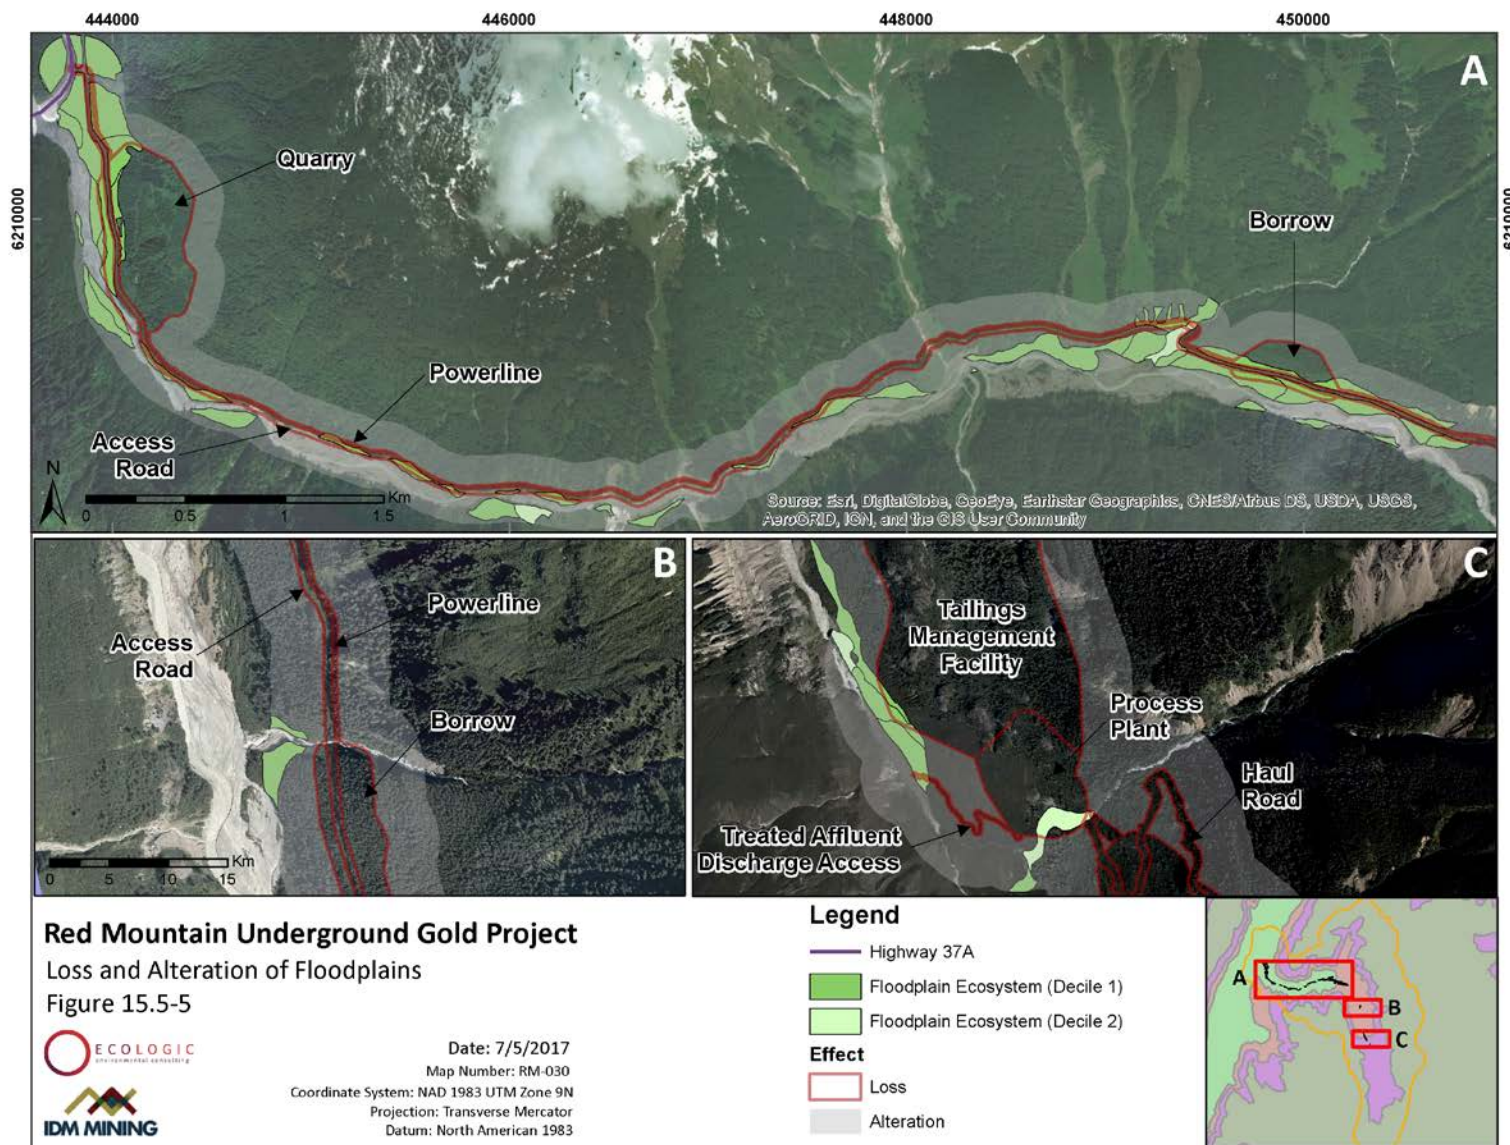 444000
446000
448000
450000
A
Quarry
6210000
6210000
Borrow
Powerline
Access
Road
N
Km
0 0.5 1 1.5
Source: Esri, DigitalGlobe, GeoEye, Earthstar Geographics, CNES/Airbus DS, USDA, USGS,
AeroGRID, IGN, and the GIS User Community
B
Powerline
Access
Road
Borrow
Km
0 5 10 15
C
Tailings
Management
Facility
Process
Plant
Haul
Road
Treated Affluent
Discharge Access
Red Mountain Underground Gold Project
Loss and Alteration of Floodplains
Figure 15.5-5
ECOLOGIC
environmental consulting
IDM MINING
Date: 7/5/2017
Map Number: RM-030
Coordinate System: NAD 1983 UTM Zone 9N
Projection: Transverse Mercator
Datum: North American 1983
Legend
Highway 37A
Floodplain Ecosystem (Decile 1)
Floodplain Ecosystem (Decile 2)
Effect
Loss
Alteration
A
B
C